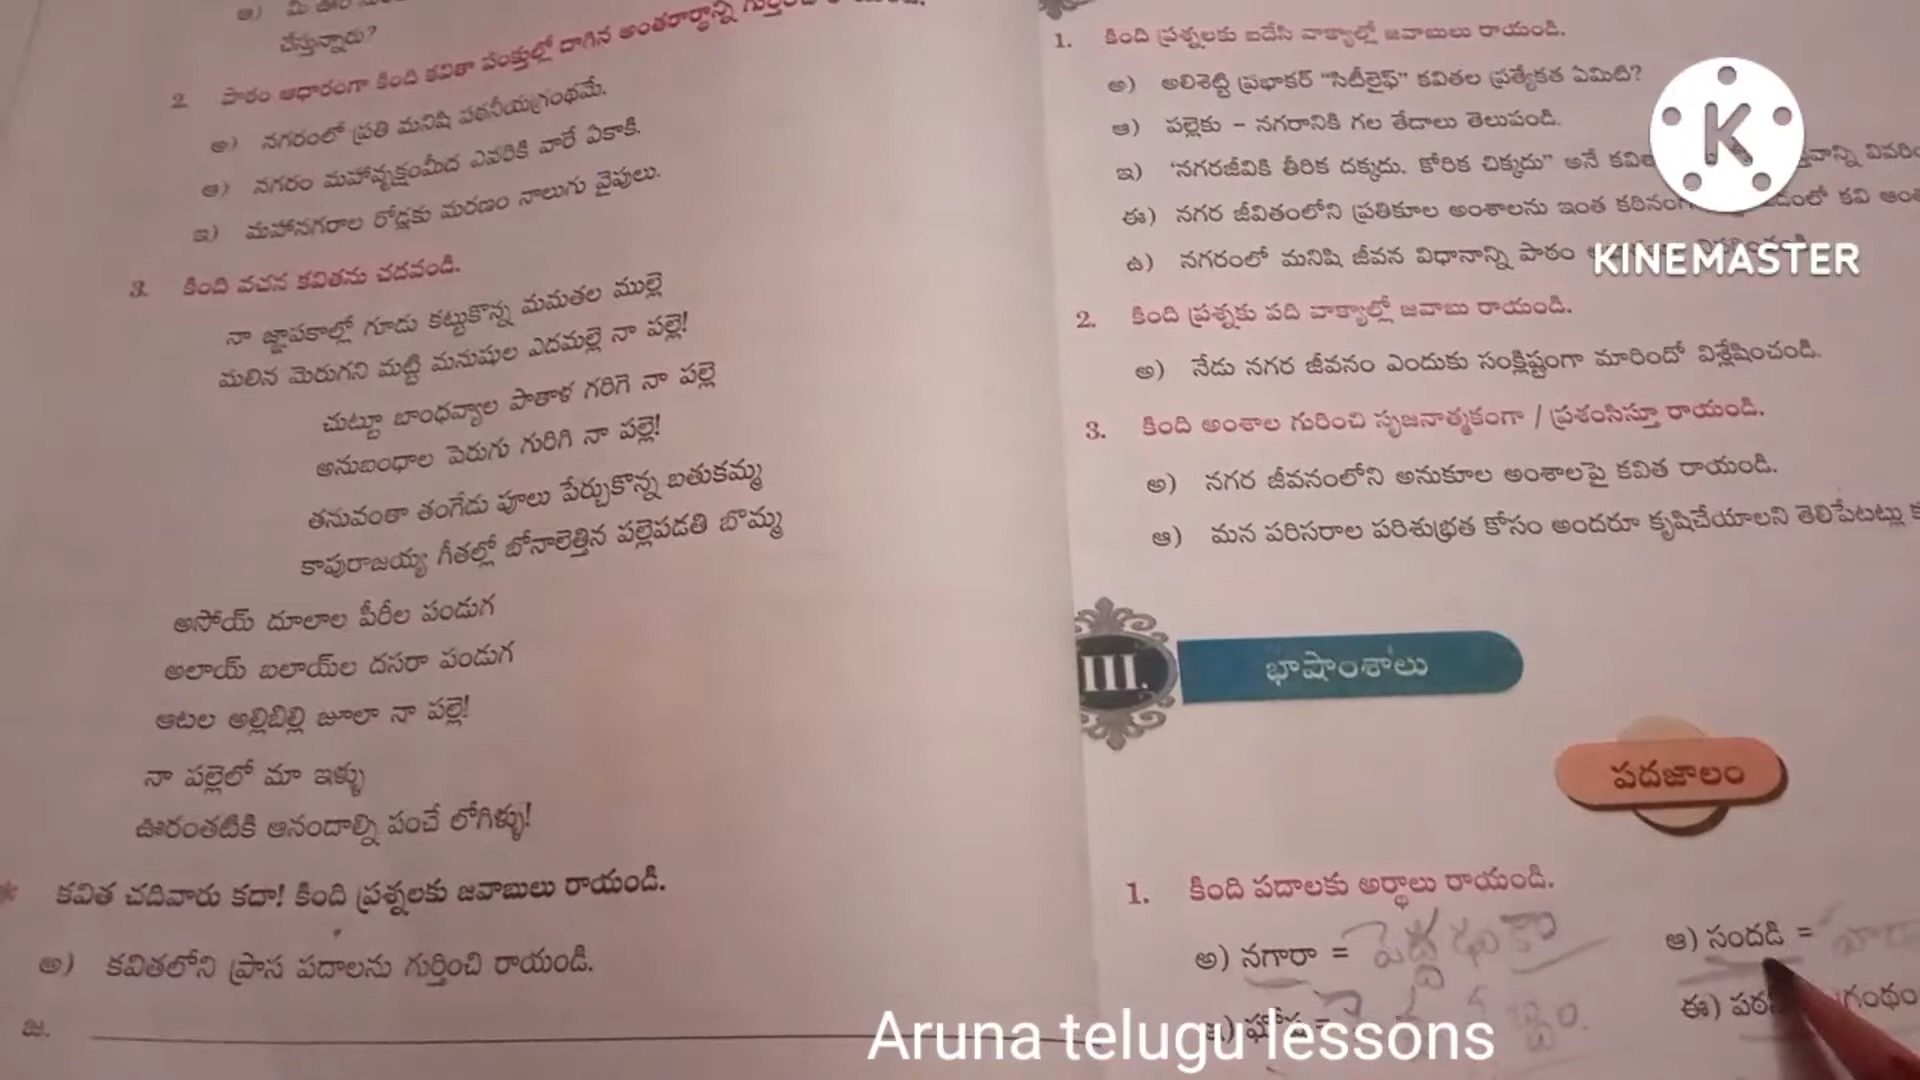 చేస్తున్నారు?
2. పాఠం ఆధారంగా కింది కవితా పంక్తుల్లో దాగిన అంతరార్థాన్ని
అ) నగరంలో ప్రతి మనిషి పఠనీయగ్రంథమే.
ఆ) నగరం మహావృక్షంమీద ఎవరికి వారే ఏకాకి.
ఇ) మహానగరాల రోడ్లకు మరణం నాలుగు వైపులు.
3. కింది వచన కవితను చదవండి.
నా జ్ఞాపకాల్లో గూడు కట్టుకొన్న మమతల ముల్లె
మలిన మెరుగని మట్టి మనుషుల ఎదమల్లె నా పల్లె!
చుట్టూ బాంధవ్యాల పాతాళ గరిగె నా పల్లె
అనుబంధాల పెరుగు గురిగి నా పల్లె!
తనువంతా తంగేడు పూలు పేర్చుకొన్న బతుకమ్మ
కాపురాజయ్య గీతల్లో బోనాలెత్తిన పల్లెపడతి బొమ్మ
అసోయ్ దూలాల పీరీల పండుగ
అలాయ్ బలాయ్‌ల దసరా పండుగ
ఆటల అల్లిబిల్లి జూలా నా పల్లె!
నా పల్లెలో మా ఇళ్ళు
ఊరంతటికి ఆనందాల్ని పంచే లోగిళ్ళు!
* కవిత చదివారు కదా! కింది ప్రశ్నలకు జవాబులు రాయండి.
అ) కవితలోని ప్రాస పదాలను గుర్తించి రాయండి.
జ.
1. కింది ప్రశ్నలకు ఐదేసి వాక్యాల్లో జవాబులు రాయండి.
అ) అలిశెట్టి ప్రభాకర్ "సిటీలైఫ్" కవితల ప్రత్యేకత ఏమిటి?
ఆ) పల్లెకు – నగరానికి గల తేడాలు తెలుపండి.
ఇ) 'నగరజీవికి తీరిక దక్కదు. కోరిక చిక్కదు" అనే
ఈ) నగర జీవితంలోని ప్రతికూల అంశాలను ఇంత కవి
ఉ) నగరంలో మనిషి జీవన విధానాన్ని పాఠం
2. కింది ప్రశ్నకు పది వాక్యాల్లో జవాబు రాయండి.
అ) నేడు నగర జీవనం ఎందుకు సంక్లిష్టంగా మారిందో విశ్లేషించండి.
3. కింది అంశాల గురించి సృజనాత్మకంగా / ప్రశంసిస్తూ రాయండి.
అ) నగర జీవనంలోని అనుకూల అంశాలపై కవిత రాయండి.
ఆ) మన పరిసరాల పరిశుభ్రత కోసం అందరూ కృషిచేయాలని తెలిపేటట్లు
III. భాషాంశాలు
పదజాలం
1. కింది పదాలకు అర్థాలు రాయండి.
అ) నగారా = పెద్ద ఢంకా
ఆ) సందడి =
ఘోష =
ఈ)
K
KINEMASTER
Aruna telugu lessons